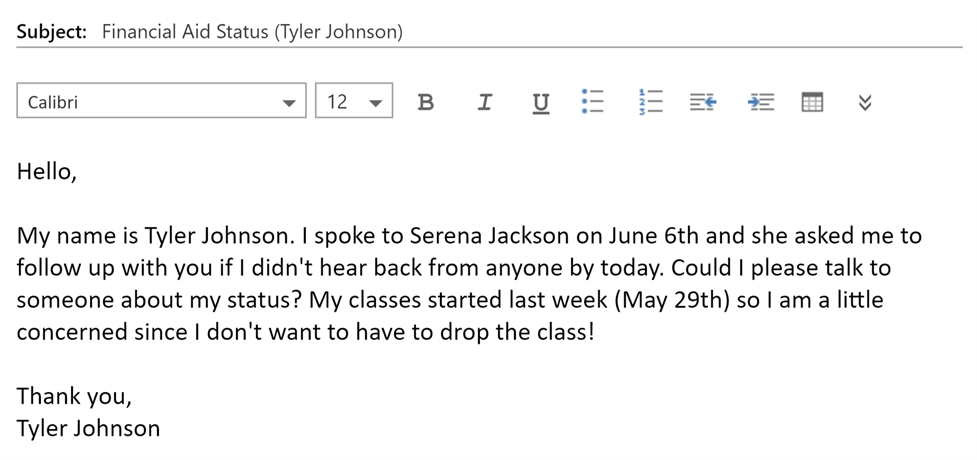 Subject: Financial Aid Status (Tyler Johnson)
Calibri 12 B I U
Hello,
My name is Tyler Johnson. I spoke to Serena Jackson on June 6th and she asked me to
follow up with you if I didn't hear back from anyone by today. Could I please talk to
someone about my status? My classes started last week (May 29th) so I am a little
concerned since I don't want to have to drop the class!
Thank you,
Tyler Johnson